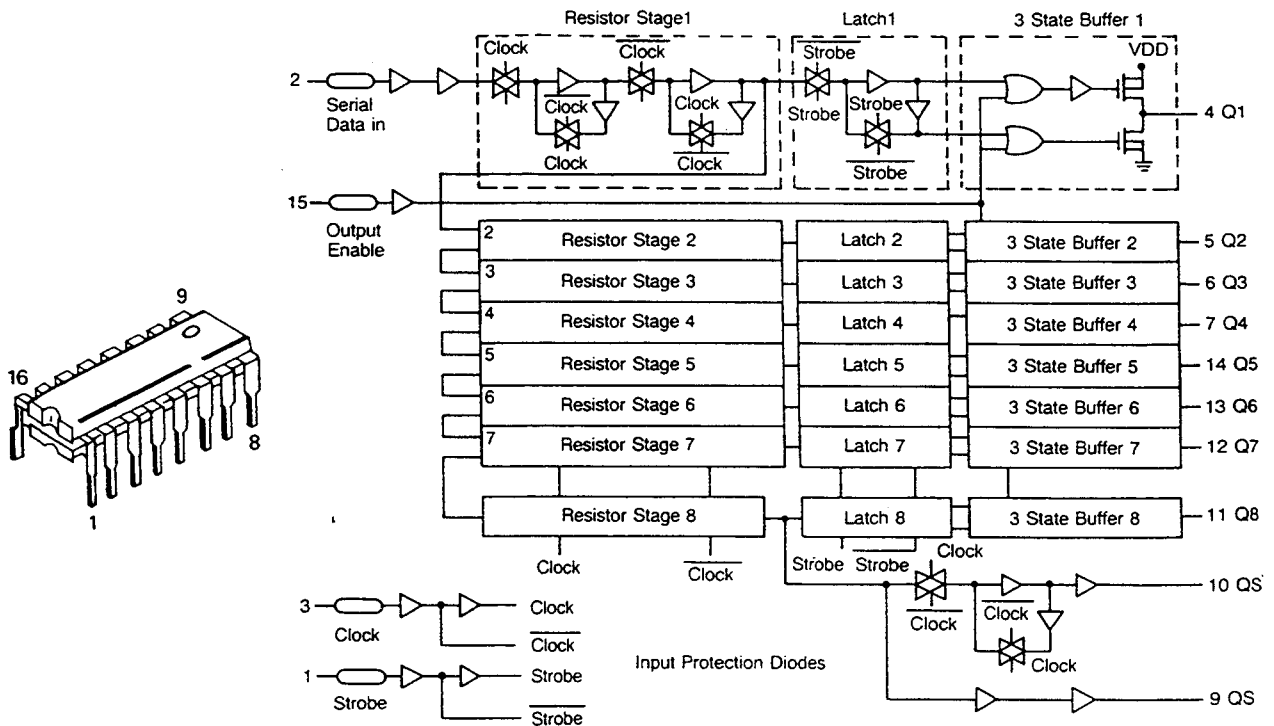 Resistor Stage1
Latch1
3 State Buffer 1
Clock
Clock
Strobe
VDD
2
Serial
Data in
Clock
Clock
Strobe
Strobe
4 Q1
Clock
Clock
Strobe
15
Output
Enable
2
Resistor Stage 2
Latch 2
3 State Buffer 2
5 Q2
3
Resistor Stage 3
Latch 3
3 State Buffer 3
6 Q3
4
Resistor Stage 4
Latch 4
3 State Buffer 4
7 Q4
5
Resistor Stage 5
Latch 5
3 State Buffer 5
14 Q5
6
Resistor Stage 6
Latch 6
3 State Buffer 6
13 Q6
7
Resistor Stage 7
Latch 7
3 State Buffer 7
12 Q7
Resistor Stage 8
Latch 8
3 State Buffer 8
11 Q8
Clock
Clock
Strobe
Strobe
Clock
10 QS'
Clock
Clock
Clock
9 QS
3
Clock
Clock
Clock
1
Strobe
Strobe
Strobe
Input Protection Diodes
9
16
8
1